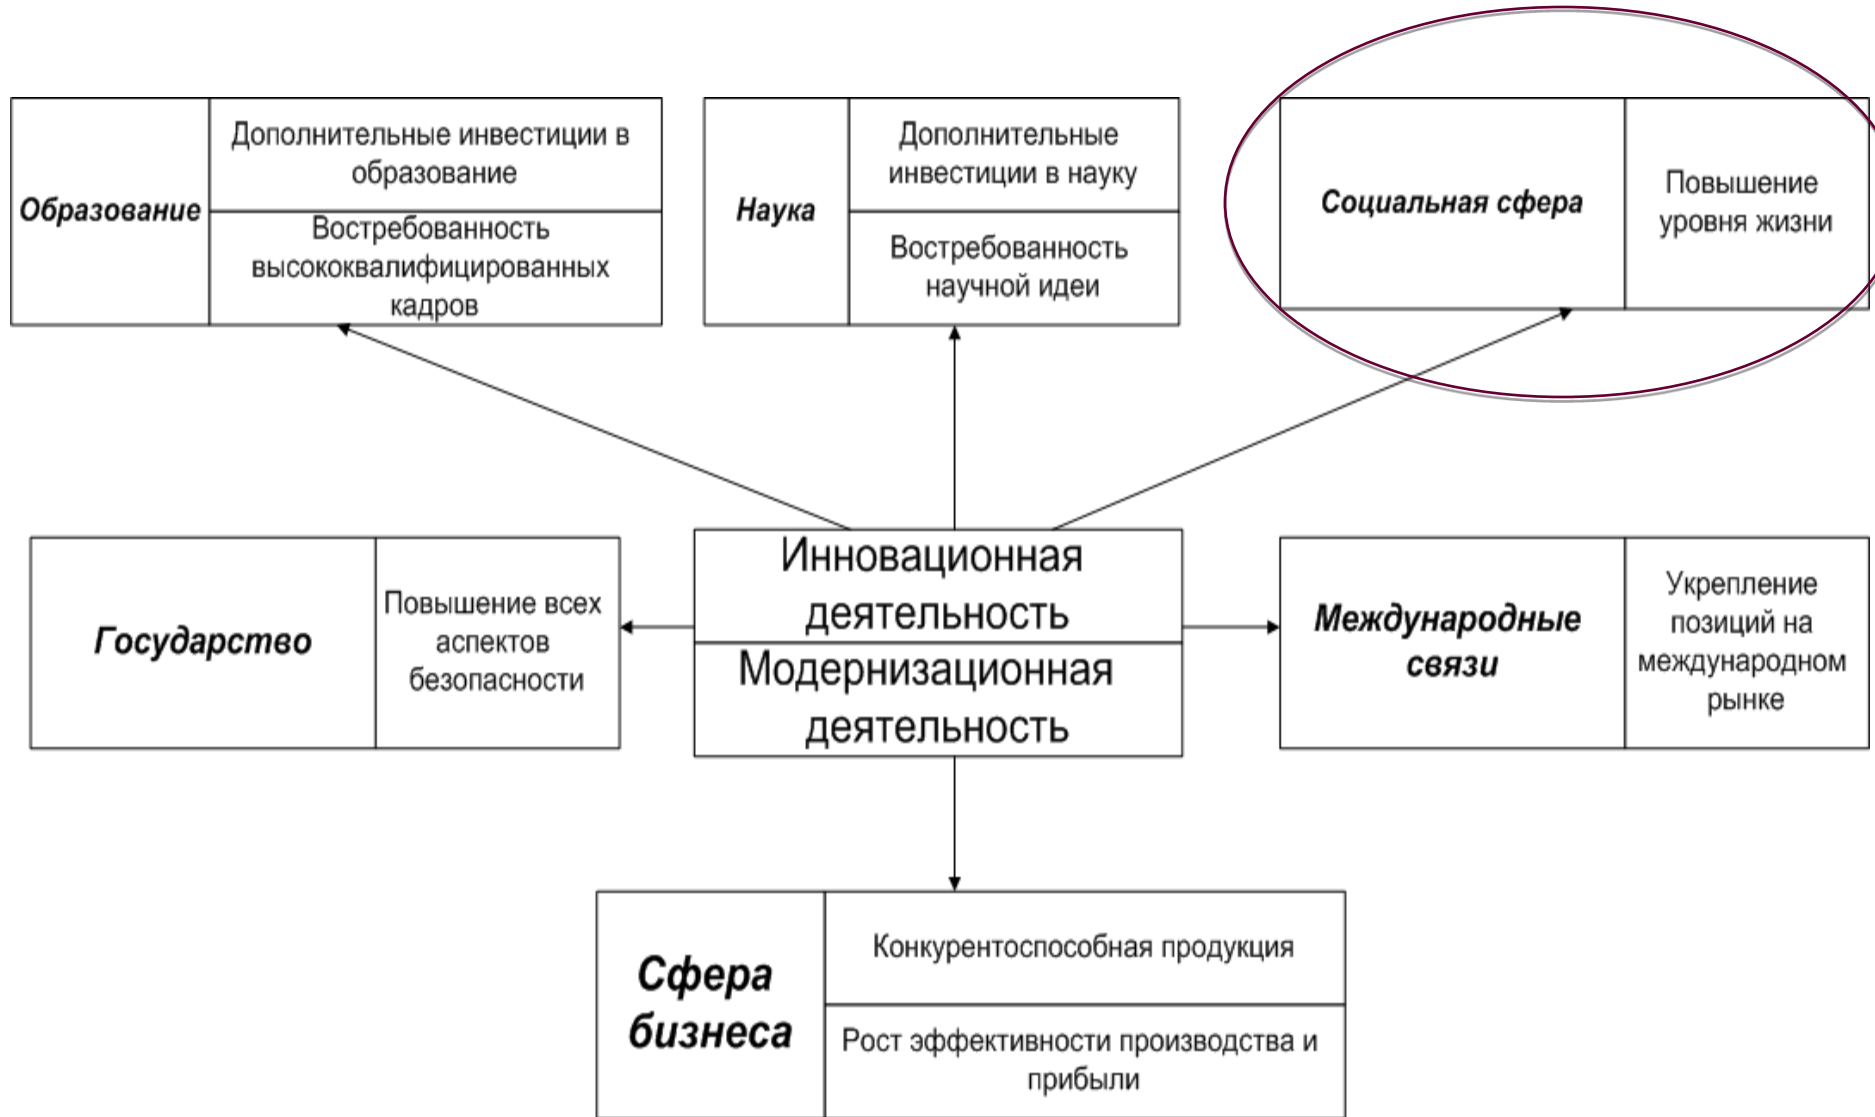 Образование
Дополнительные инвестиции в
образование
Востребованность
высококвалифицированных
кадров
Наука
Дополнительные
инвестиции в науку
Востребованность
научной идеи
Социальная сфера
Повышение
уровня жизни
Государство
Повышение всех
аспектов
безопасности
Инновационная
деятельность
Модернизационная
деятельность
Международные
связи
Укрепление
позиций на
международном
рынке
Сфера
бизнеса
Конкурентоспособная продукция
Рост эффективности производства и
прибыли